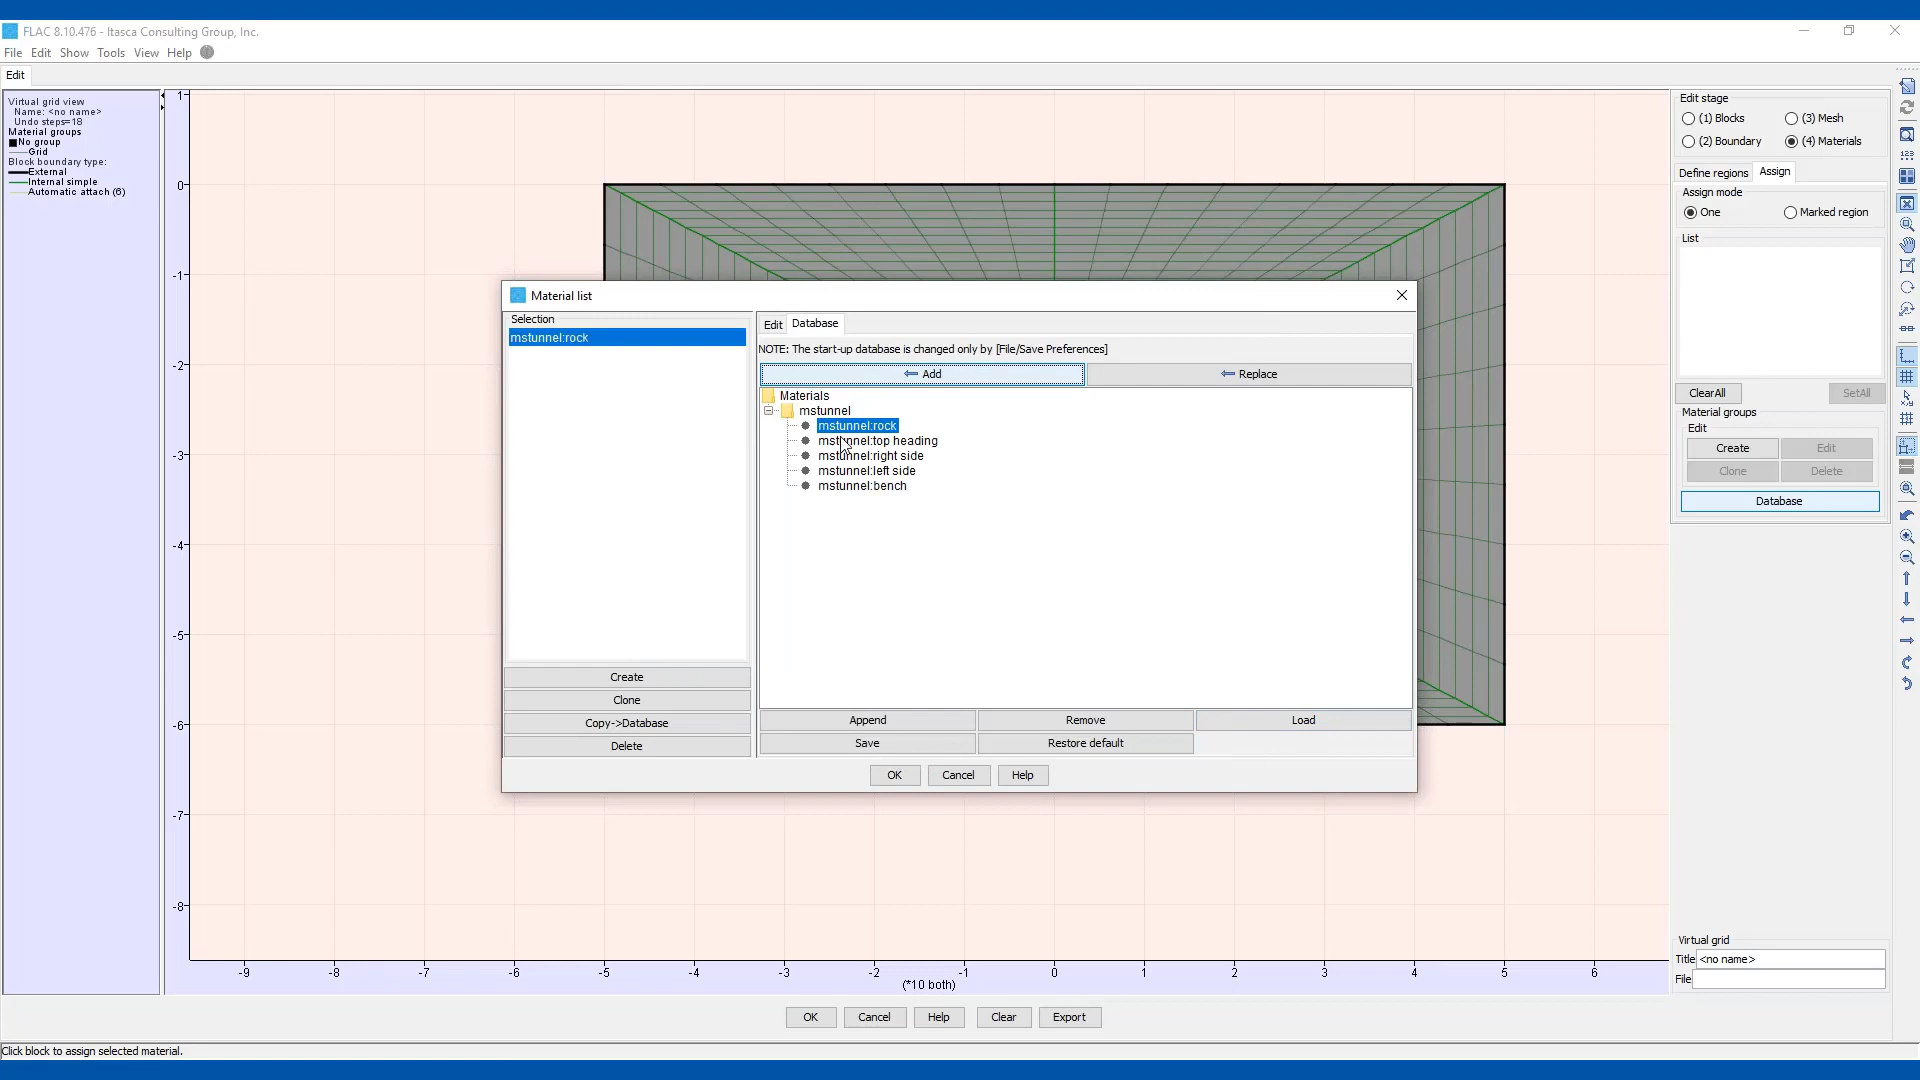 FLAC 8.10.476 - Itasca Consulting Group, Inc.
File Edit Show Tools View Help
Edit
Virtual grid view
Name: <no name>
Undo steps=18
Material groups
No group
Grid
Block boundary type:
External
Internal simple
Automatic attach (6)
1
0
-1
-2
-3
-4
-5
-6
-7
-8
-9 -8 -7 -6 -5 -4 -3 -2 -1 0 1 2 3 4 5 6
(*10 both)
Material list
Selection
mstunnel:rock
Create
Clone
Copy->Database
Delete
Edit Database
NOTE: The start-up database is changed only by [File/Save Preferences]
Add Replace
Materials
mstunnel
mstunnel:rock
mstunnel:top heading
mstunnel:right side
mstunnel:left side
mstunnel:bench
Append Remove Load
Save Restore default
OK Cancel Help
Edit stage
(1) Blocks (3) Mesh
(2) Boundary (4) Materials
Define regions Assign
Assign mode
One Marked region
List
ClearAll SetAll
Material groups
Edit
Create Edit
Clone Delete
Database
123
Virtual grid
Title <no name>
File
OK Cancel Help Clear Export
Click block to assign selected material.